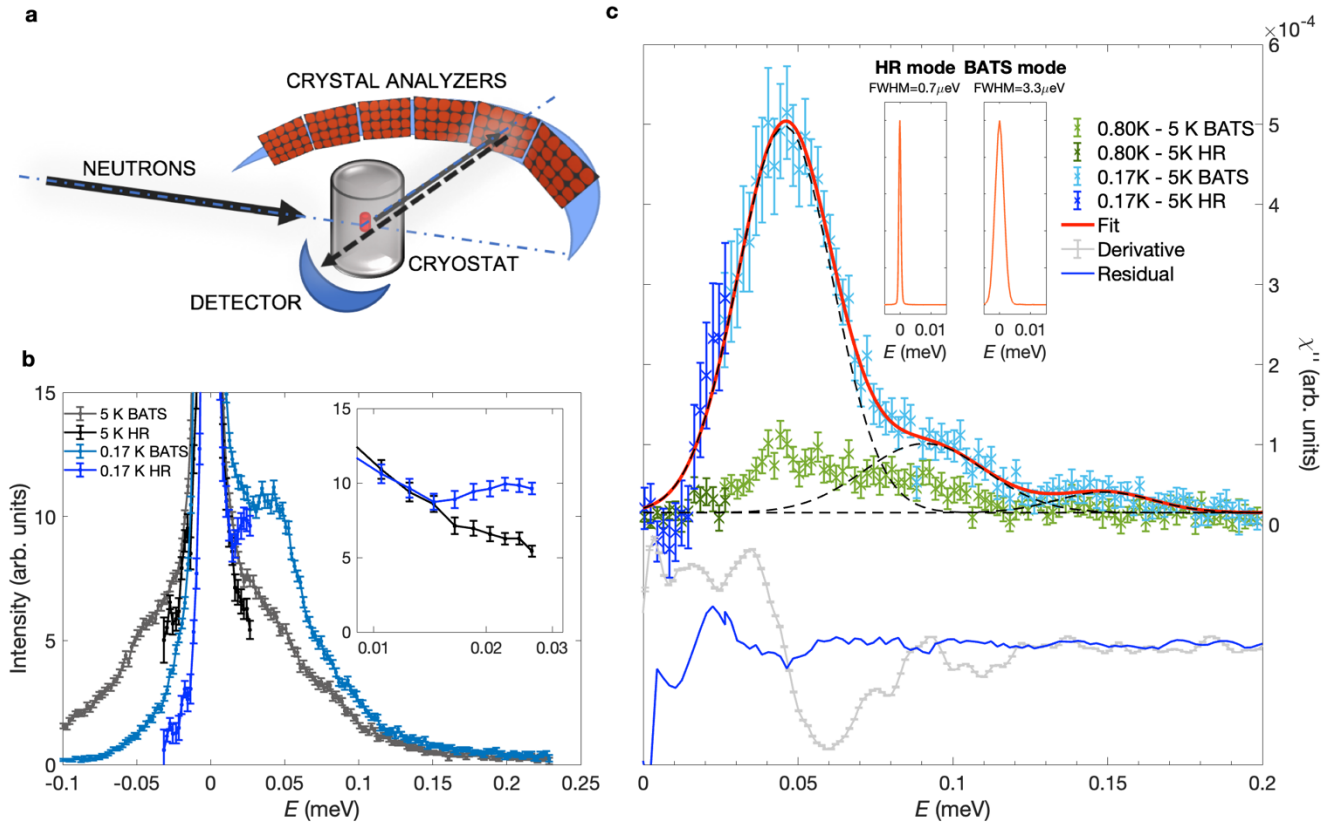 a
CRYSTAL ANALYZERS
NEUTRONS
CRYOSTAT
DETECTOR
b
15
10
5
0
Intensity (arb. units)
5 K BATS
5 K HR
0.17 K BATS
0.17 K HR
15
10
5
0
0.01 0.02 0.03
-0.1 -0.05 0 0.05 0.1 0.15 0.2 0.25
E (meV)
c
×10⁻⁴
6
5
4
3
2
1
0
χ'' (arb. units)
HR mode
FWHM=0.7μeV
0 0.01
E (meV)
BATS mode
FWHM=3.3μeV
0 0.01
E (meV)
0.80K - 5 K BATS
0.80K - 5K HR
0.17K - 5K BATS
0.17K - 5K HR
Fit
Derivative
Residual
0 0.05 0.1 0.15 0.2
E (meV)